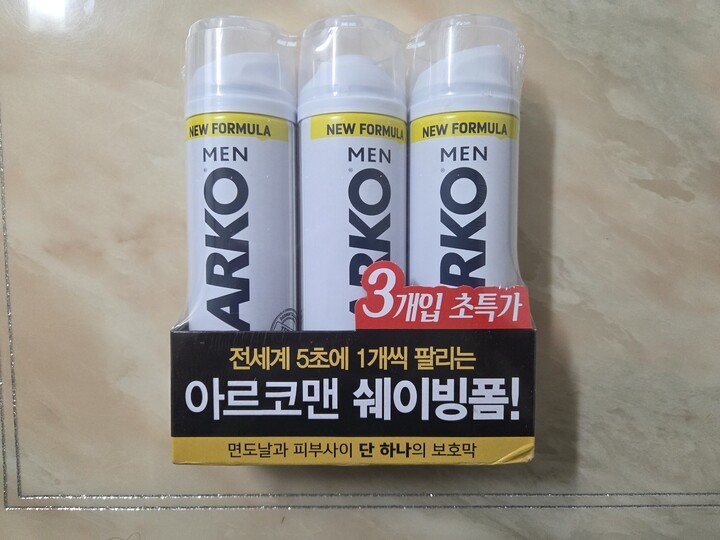 NEW FORMULA
MEN
ARKO
NEW FORMULA
MEN
ARKO
NEW FORMULA
MEN
ARKO
3개입 초특가
전세계 5초에 1개씩 팔리는
아르코맨 쉐이빙폼!
면도날과 피부사이 단 하나의 보호막